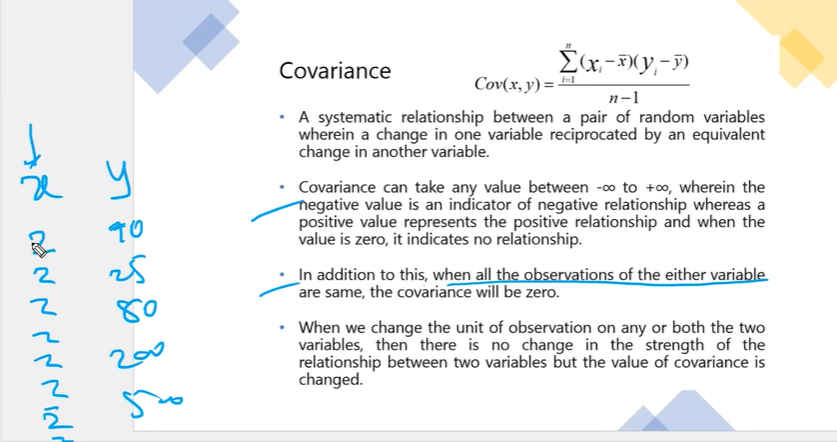 Covariance
Cov(x, y) = \frac{\sum_{i=1}^{n}(x_i - \bar{x})(y_i - \bar{y})}{n-1}
• A systematic relationship between a pair of random variables
wherein a change in one variable reciprocated by an equivalent
change in another variable.
• Covariance can take any value between -∞ to +∞, wherein the
negative value is an indicator of negative relationship whereas a
positive value represents the positive relationship and when the
value is zero, it indicates no relationship.
• In addition to this, when all the observations of the either variable
are same, the covariance will be zero.
• When we change the unit of observation on any or both the two
variables, then there is no change in the strength of the
relationship between two variables but the value of covariance is
changed.
x y
2 10
2 25
2 80
2
2 200
2
2 500